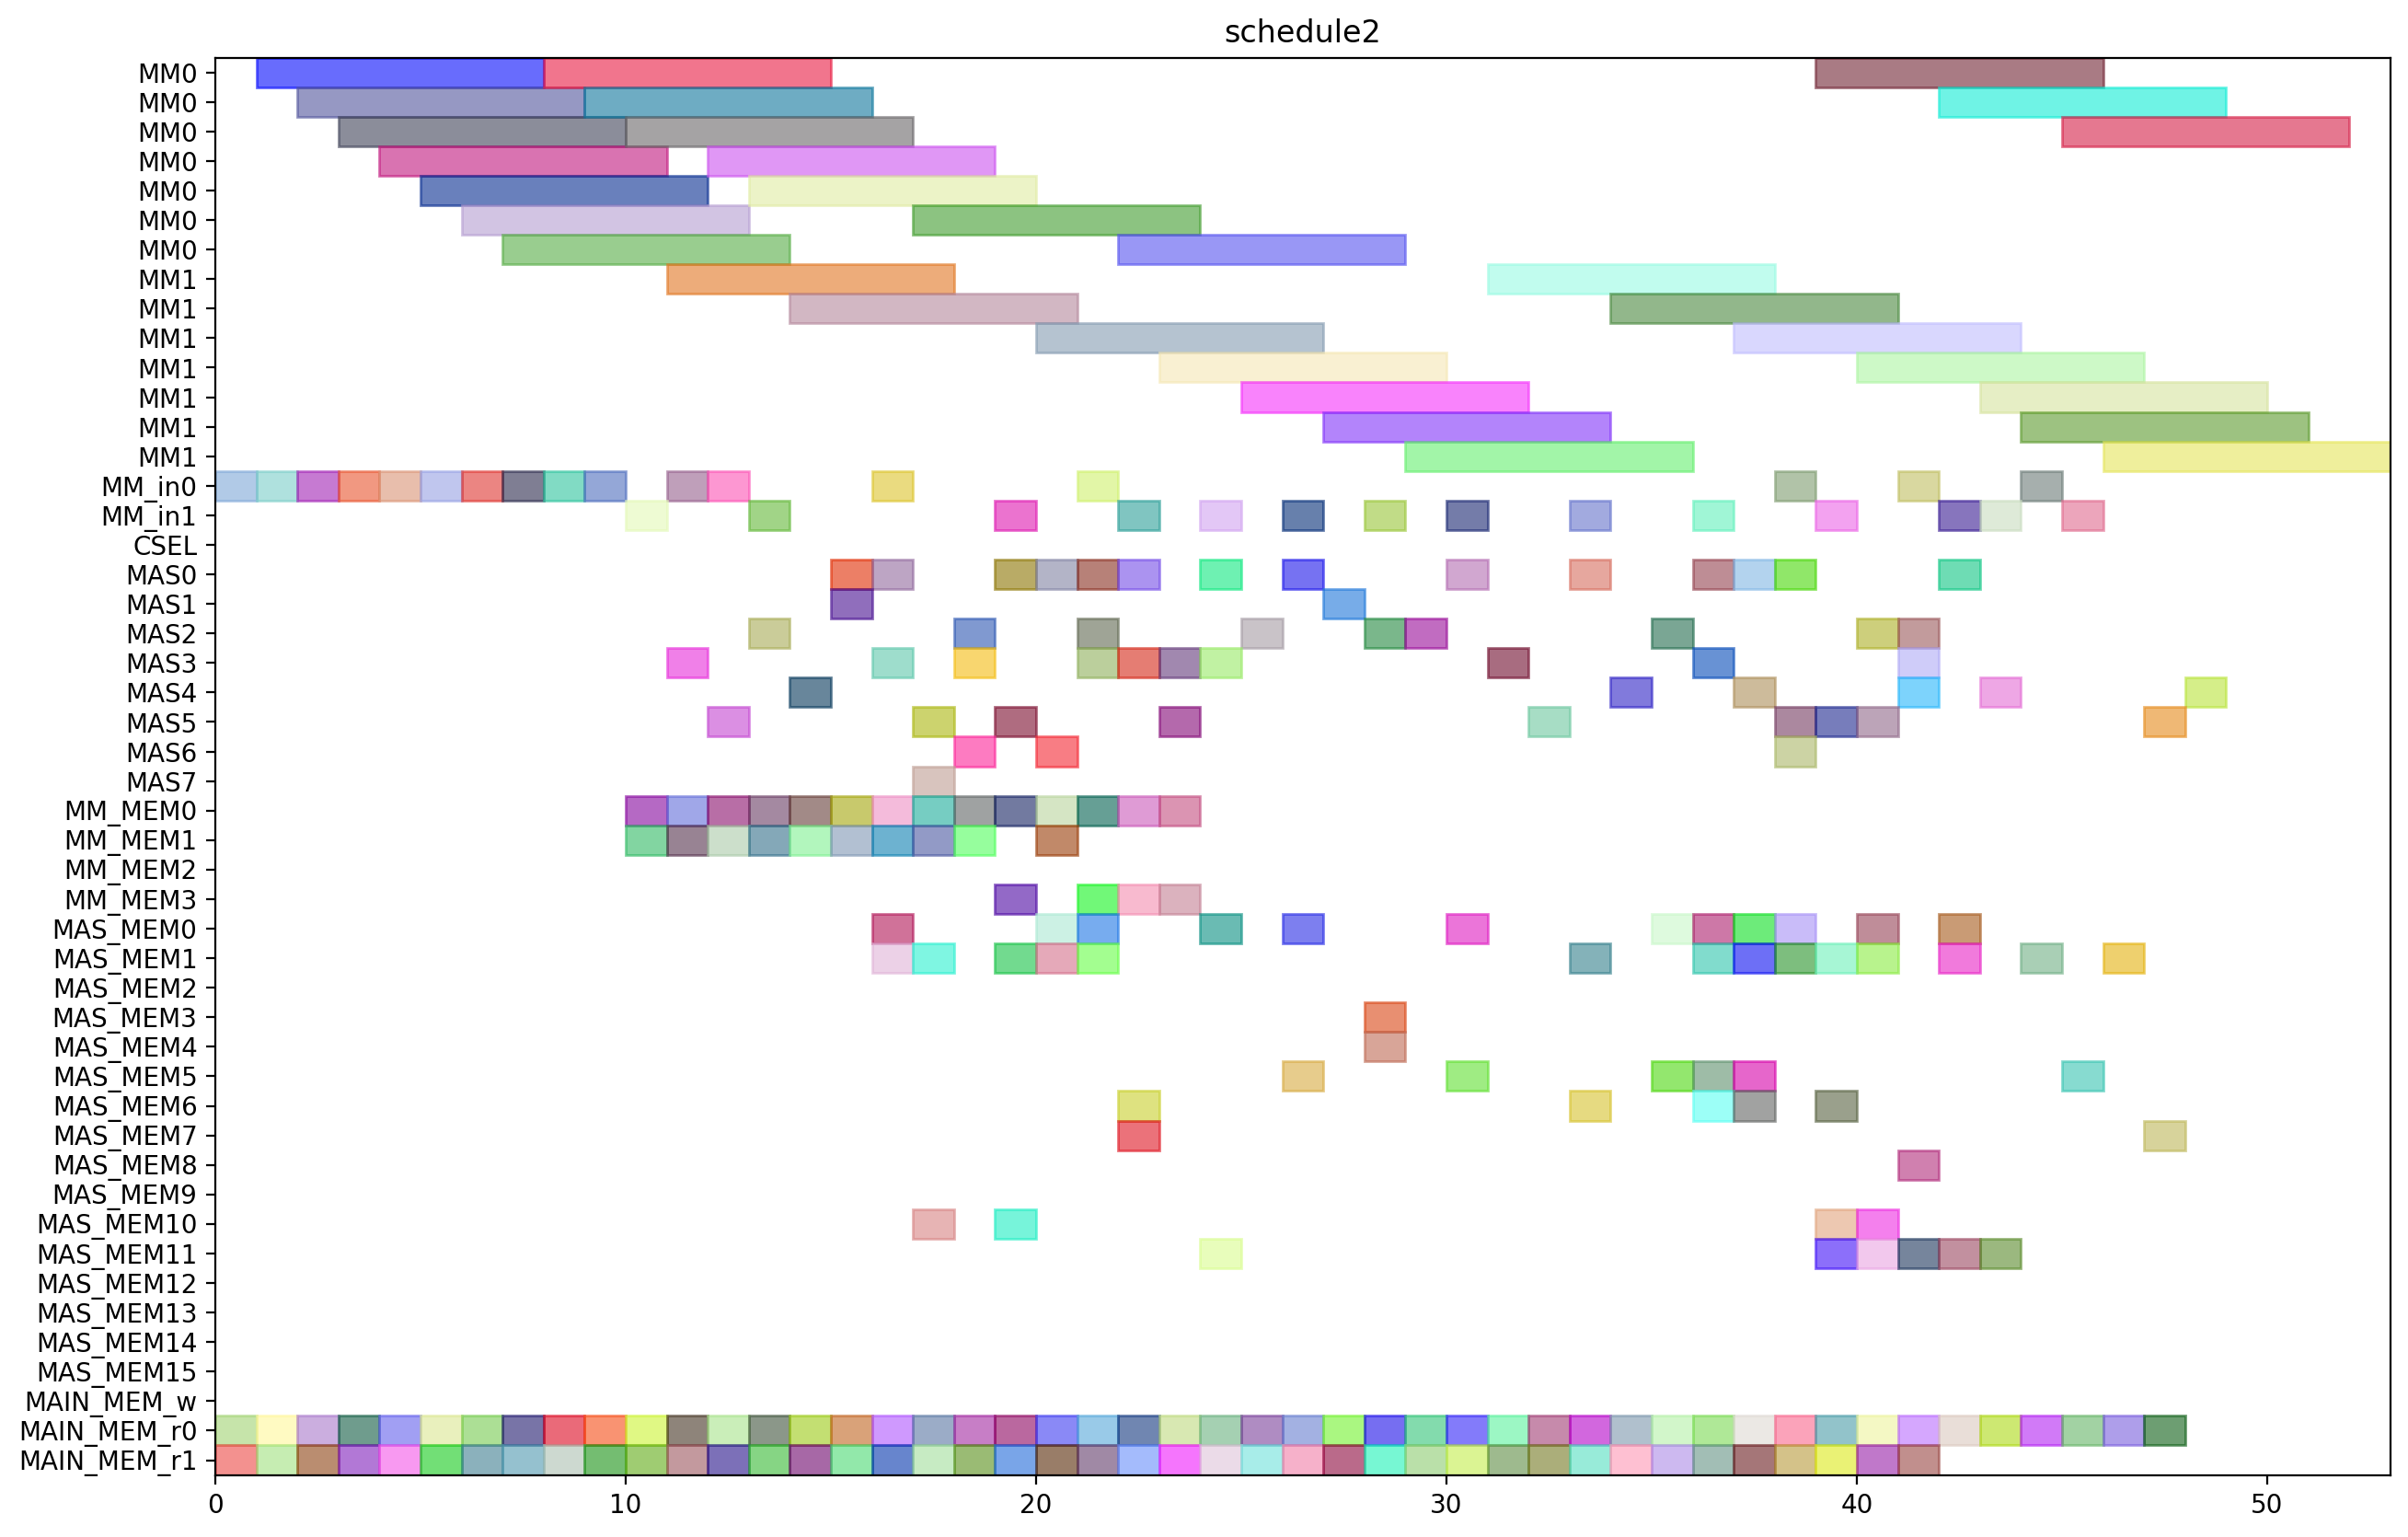 schedule2
MM0
MM0
MM0
MM0
MM0
MM0
MM0
MM1
MM1
MM1
MM1
MM1
MM1
MM1
MM_in0
MM_in1
CSEL
MAS0
MAS1
MAS2
MAS3
MAS4
MAS5
MAS6
MAS7
MM_MEM0
MM_MEM1
MM_MEM2
MM_MEM3
MAS_MEM0
MAS_MEM1
MAS_MEM2
MAS_MEM3
MAS_MEM4
MAS_MEM5
MAS_MEM6
MAS_MEM7
MAS_MEM8
MAS_MEM9
MAS_MEM10
MAS_MEM11
MAS_MEM12
MAS_MEM13
MAS_MEM14
MAS_MEM15
MAIN_MEM_w
MAIN_MEM_r0
MAIN_MEM_r1
0 10 20 30 40 50